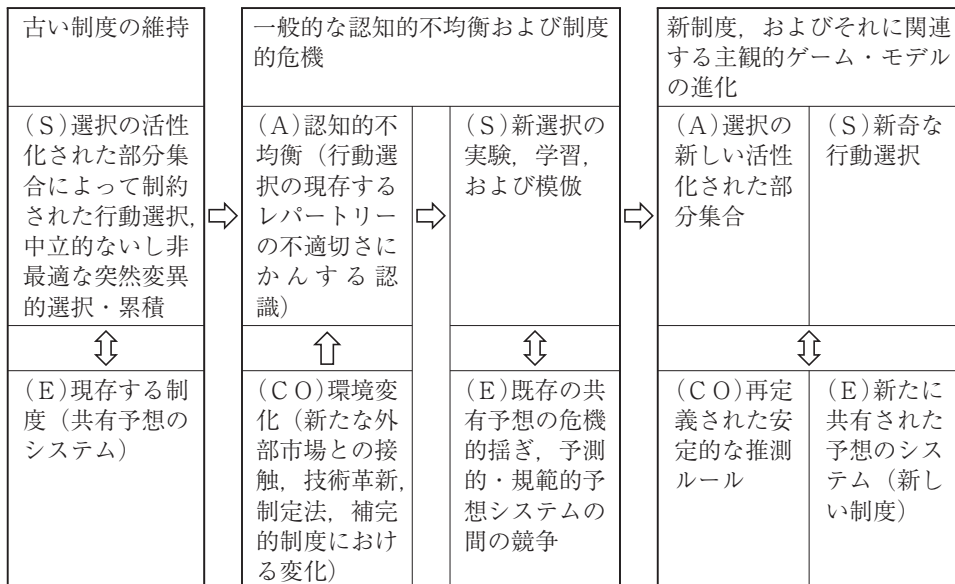 古い制度の維持
一般的な認知的不均衡および制度
的危機
新制度，およびそれに関連
する主観的ゲーム・モデル
の進化
（Ｓ）選択の活性
化された部分集
合によって制約
された行動選択，
中立的ないし非
最適な突然変異
的選択・累積
（Ａ）認知的不
均衡（行動選
択の現存する
レパートリー
の不適切さに
かんする認
識）
（Ｓ）新選択の
実験，学習，
および模倣
（Ａ）選択の
新しい活性
化された部
分集合
（Ｓ）新奇な
行動選択
（Ｅ）現存する制
度（共有予想の
システム）
（ＣＯ）環境変
化（新たな外
部市場との接
触，技術革新，
制定法，補完
的制度におけ
る変化）
（Ｅ）既存の共
有予想の危機
的揺ぎ，予測
的・規範的予
想システムの
間の競争
（ＣＯ）再定
義された安
定的な推測
ルール
（Ｅ）新たに
共有された
予想のシス
テム（新し
い制度）